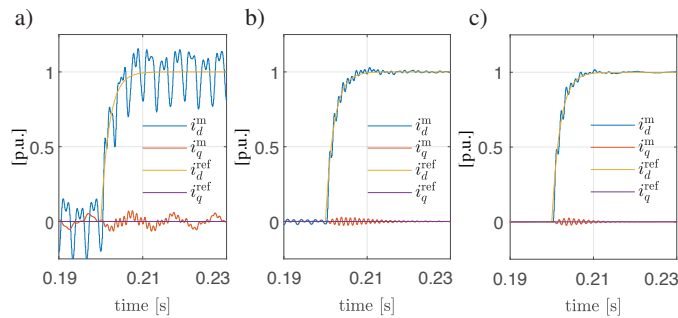 a)
[p.u.]
1
0.5
0
i_d^m
i_q^m
i_d^ref
i_q^ref
0.19 0.21 0.23
time [s]
b)
[p.u.]
1
0.5
0
i_d^m
i_q^m
i_d^ref
i_q^ref
0.19 0.21 0.23
time [s]
c)
[p.u.]
1
0.5
0
i_d^m
i_q^m
i_d^ref
i_q^ref
0.19 0.21 0.23
time [s]